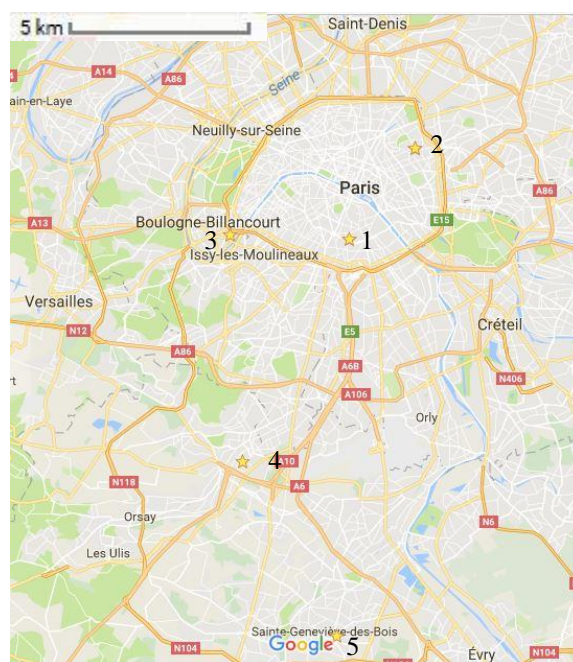 5 km
Saint-Denis
A14
A86
Seine
ain-en-Laye
Neuilly-sur-Seine
2
Paris
A86
A13
Boulogne-Billancourt
E15
3
1
Issy-les-Moulineaux
Versailles
N12
E5
Créteil
A86
A6B
N406
A106
Orly
4
A10
N118
A6
Orsay
N6
Les Ulis
Sainte-Geneviève-des-Bois
Google
5
N104
Évry
N104